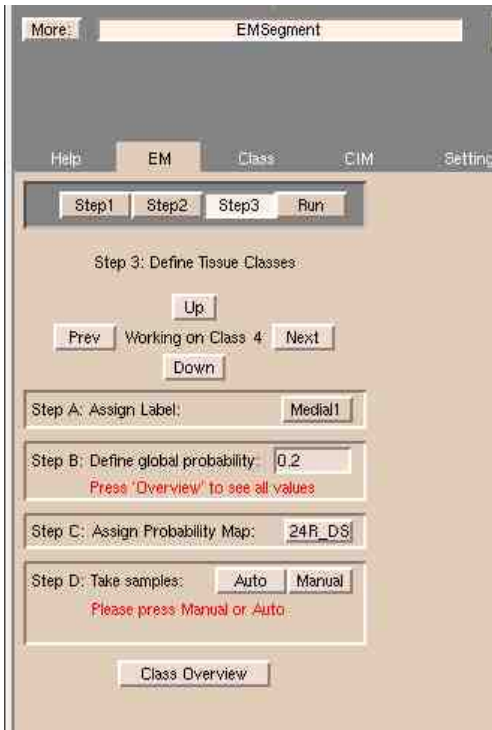 More: EMSegment
Help EM Class CIM Setting
Step1 Step2 Step3 Run
Step 3: Define Tissue Classes
Up
Prev Working on Class 4 Next
Down
Step A: Assign Label: Medial1
Step B: Define global probability: 0.2
Press 'Overview' to see all values
Step C: Assign Probability Map: 24R_DS
Step D: Take samples: Auto Manual
Please press Manual or Auto
Class Overview